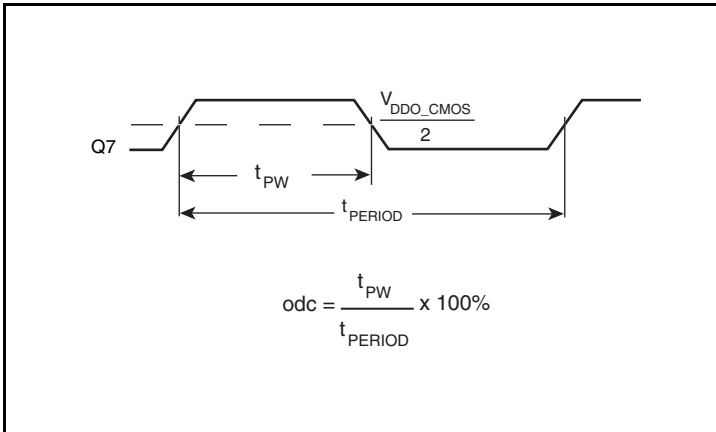 V_DDO_CMOS
2
Q7
t_PW
t_PERIOD
odc = t_PW / t_PERIOD x 100%